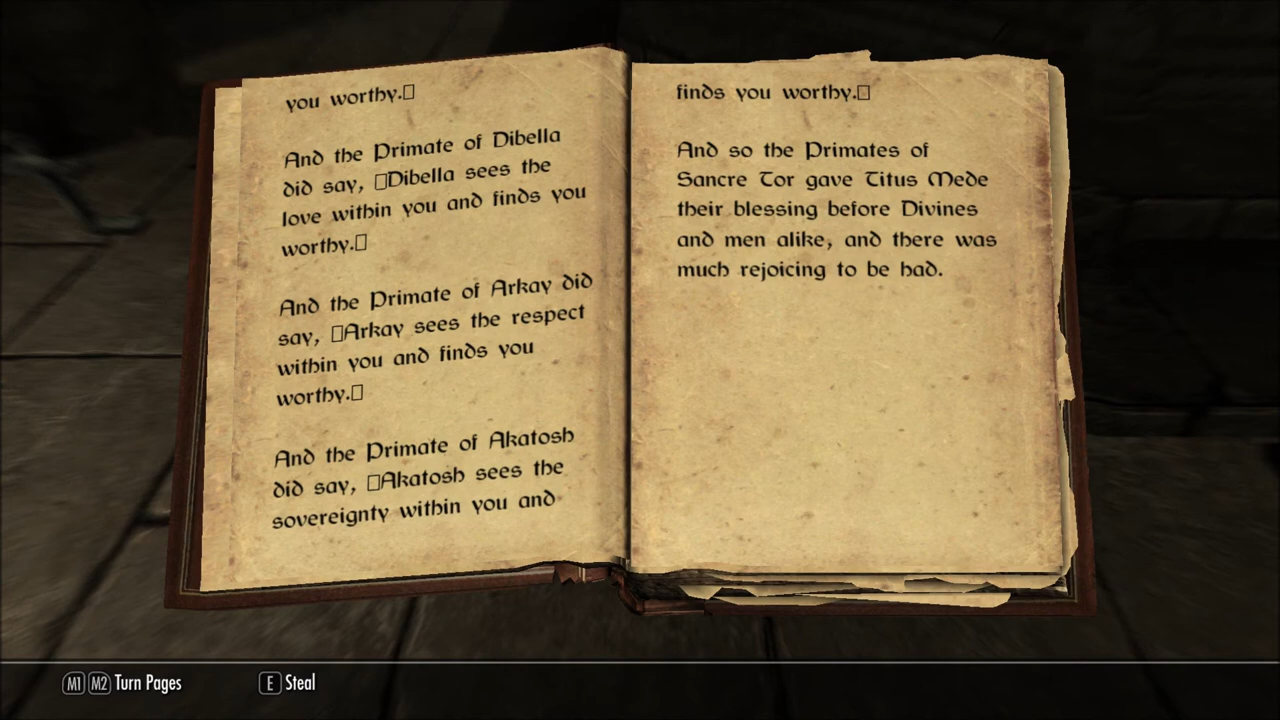 you worthy.□
And the Primate of Dibella
did say, □Dibella sees the
love within you and finds you
worthy.□
And the Primate of Arkay did
say, □Arkay sees the respect
within you and finds you
worthy.□
And the Primate of Akatosh
did say, □Akatosh sees the
sovereignty within you and
finds you worthy.□
And so the Primates of
Sancre Tor gave Titus Mede
their blessing before Divines
and men alike, and there was
much rejoicing to be had.
M1 M2 Turn Pages
E Steal